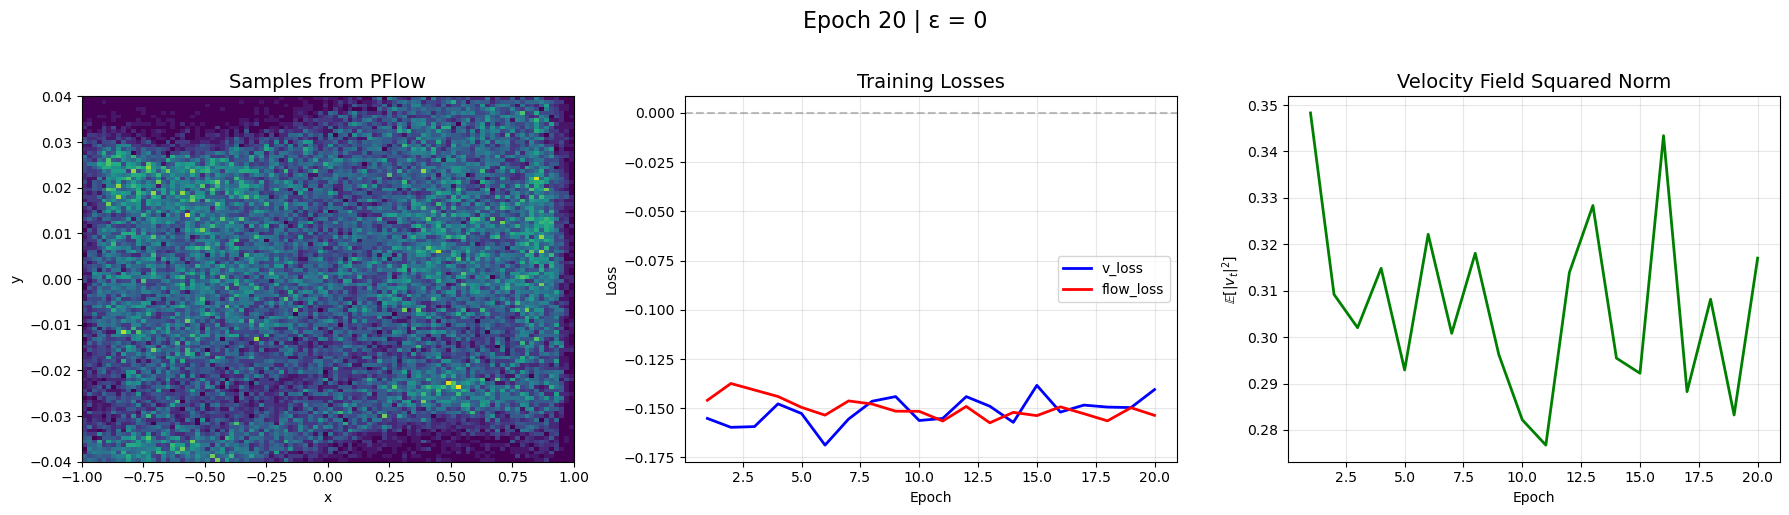 Epoch 20 | ε = 0
Samples from PFlow
0.04
0.03
0.02
0.01
0.00
−0.01
−0.02
−0.03
−0.04
y
−1.00 −0.75 −0.50 −0.25 0.00 0.25 0.50 0.75 1.00
x
Training Losses
0.000
−0.025
−0.050
−0.075
−0.100
−0.125
−0.150
−0.175
Loss
v_loss
flow_loss
2.5 5.0 7.5 10.0 12.5 15.0 17.5 20.0
Epoch
Velocity Field Squared Norm
0.35
0.34
0.33
0.32
0.31
0.30
0.29
0.28
𝔼[|v_t|²]
2.5 5.0 7.5 10.0 12.5 15.0 17.5 20.0
Epoch